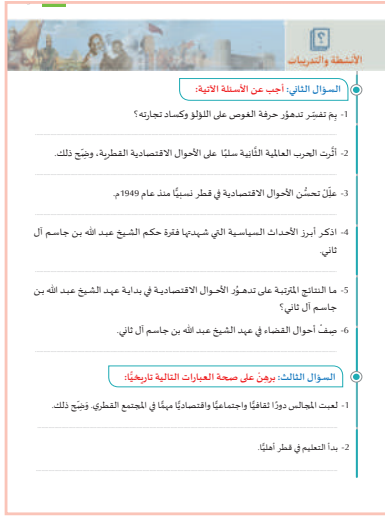 الأنشطة والتدريبات
السؤال الثاني: أجب عن الأسئلة الآتية:
1- بِمَ تفسّر تدهوُر حرفة الغوص على اللؤلؤ وكساد تجارته؟
2- أثّرت الحرب العالمية الثّانِية سلبًا على الأحوال الاقتصادية القطرية، وضِّح ذلك.
3- علِّلْ تحسُّن الأحوال الاقتصادية في قطر نسبيًّا منذ عام 1949م.
4- اذكر أبرز الأحداث السياسية التي شهدتها فترة حكم الشيخ عبد الله بن جاسم آل
ثاني.
5- ما النتائج المترتبة على تدهوُر الأحوال الاقتصادية في بداية عهد الشيخ عبد الله بن
جاسم آل ثاني؟
6- صِفْ أحوال القضاء في عهد الشيخ عبد الله بن جاسم آل ثاني.
السؤال الثالث: برهِنْ على صحة العبارات التالية تاريخيًّا:
1- لعبت المجالس دورًا ثقافيًّا واجتماعيًّا واقتصاديًّا مهمًّا في المجتمع القطري. وَضِّح ذلك.
2- بدأ التعليم في قطر أهليًّا.